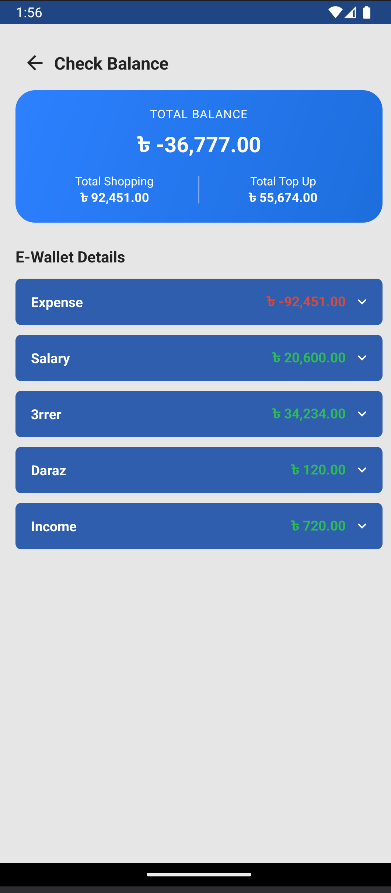 1:56
Check Balance
TOTAL BALANCE
৳ -36,777.00
Total Shopping
৳ 92,451.00
Total Top Up
৳ 55,674.00
E-Wallet Details
Expense ৳ -92,451.00
Salary ৳ 20,600.00
3rrer ৳ 34,234.00
Daraz ৳ 120.00
Income ৳ 720.00